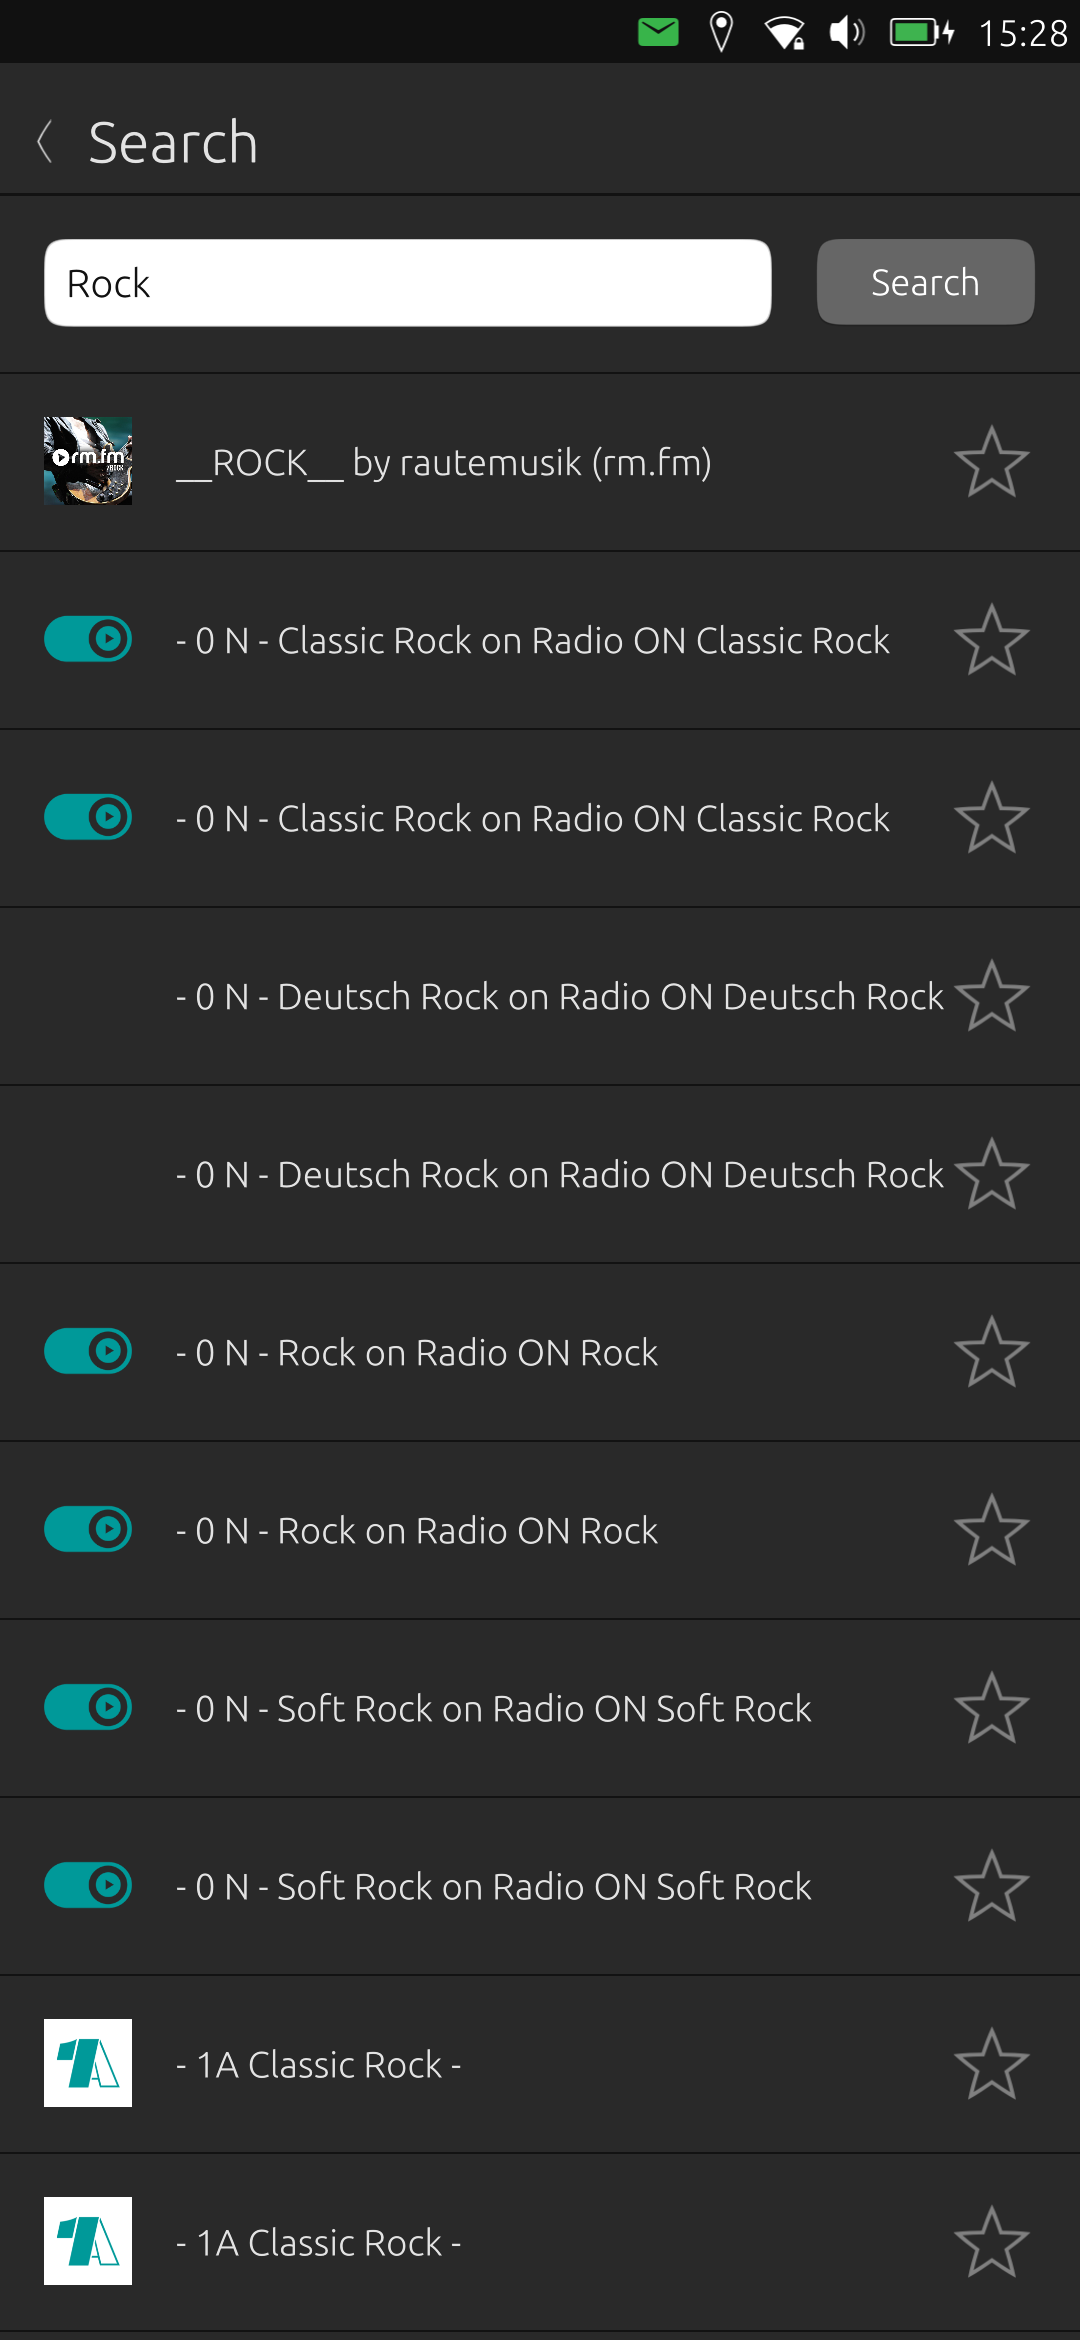 15:28
Search
Rock
Search
rm.fm
__ROCK__ by rautemusik (rm.fm)
- 0 N - Classic Rock on Radio ON Classic Rock
- 0 N - Classic Rock on Radio ON Classic Rock
- 0 N - Deutsch Rock on Radio ON Deutsch Rock
- 0 N - Deutsch Rock on Radio ON Deutsch Rock
- 0 N - Rock on Radio ON Rock
- 0 N - Rock on Radio ON Rock
- 0 N - Soft Rock on Radio ON Soft Rock
- 0 N - Soft Rock on Radio ON Soft Rock
1A
- 1A Classic Rock -
1A
- 1A Classic Rock -